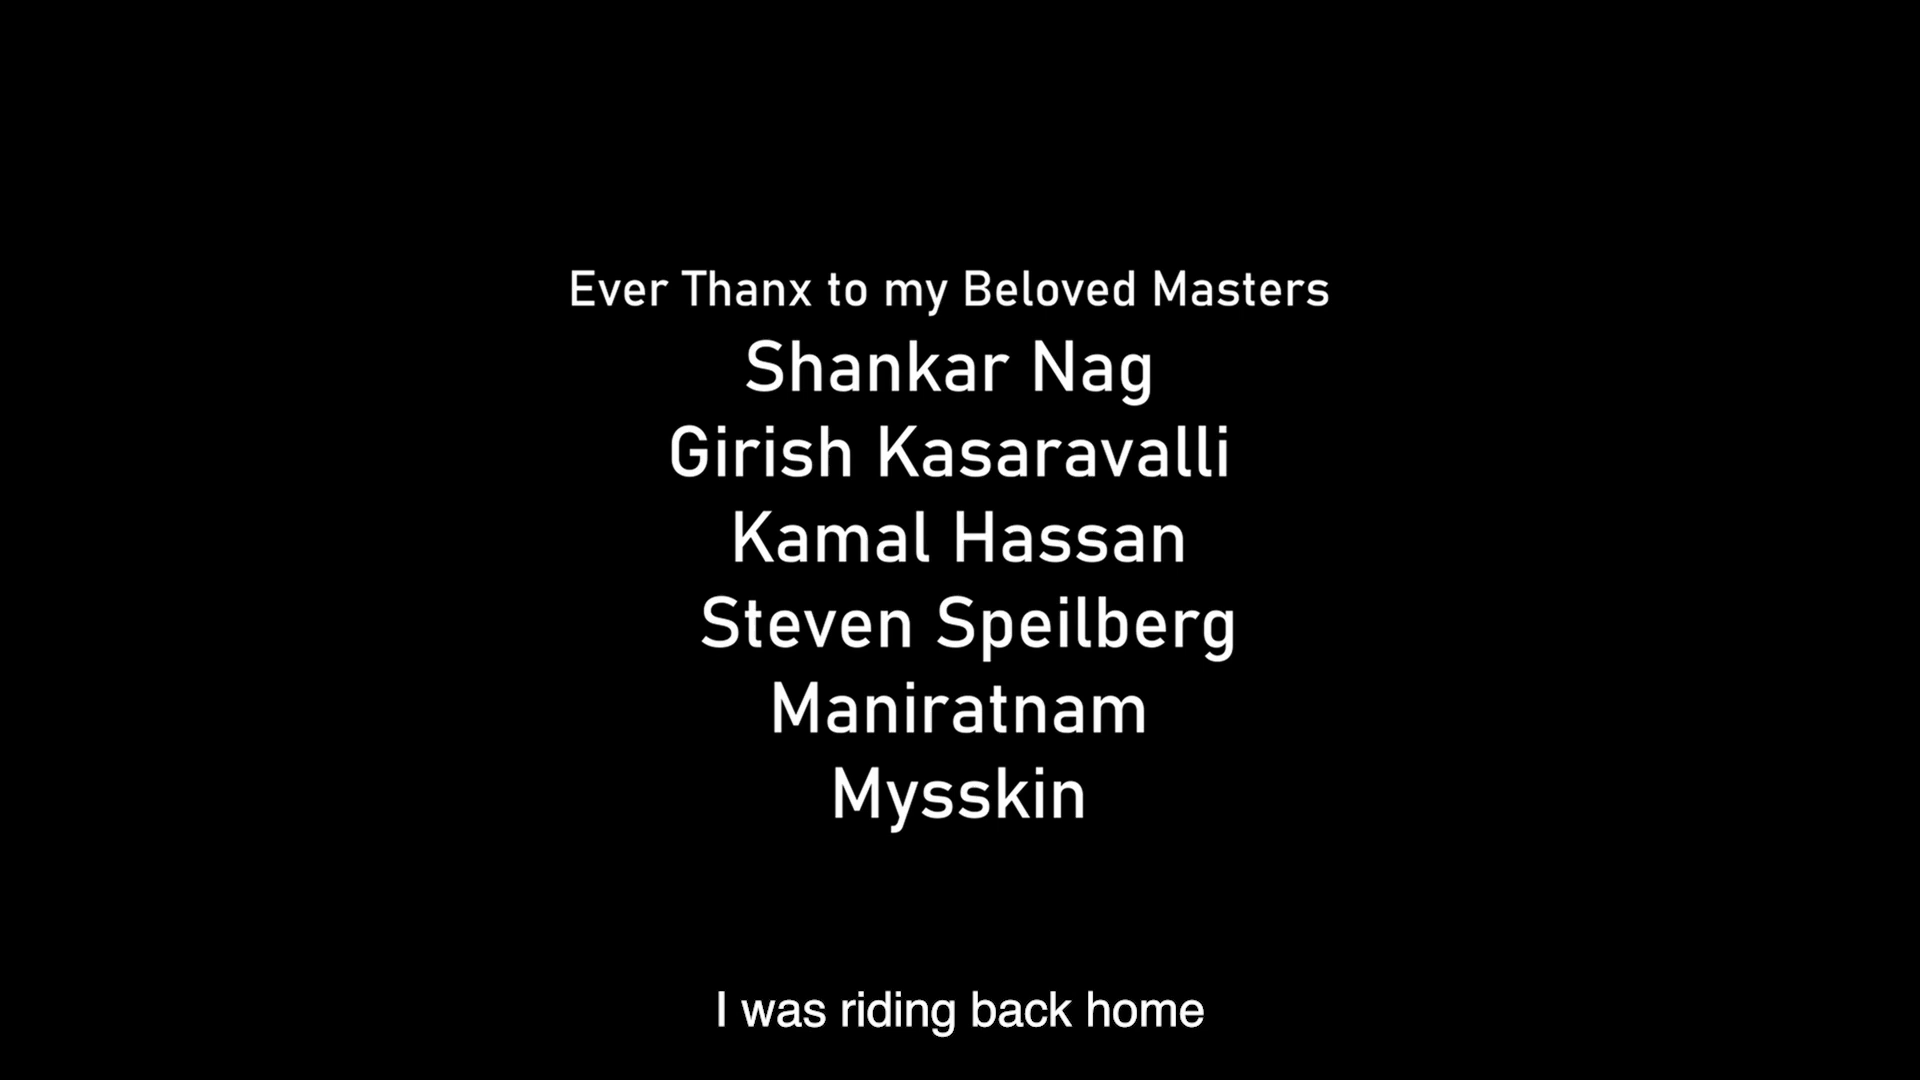 Ever Thanx to my Beloved Masters
Shankar Nag
Girish Kasaravalli
Kamal Hassan
Steven Speilberg
Maniratnam
Mysskin
I was riding back home